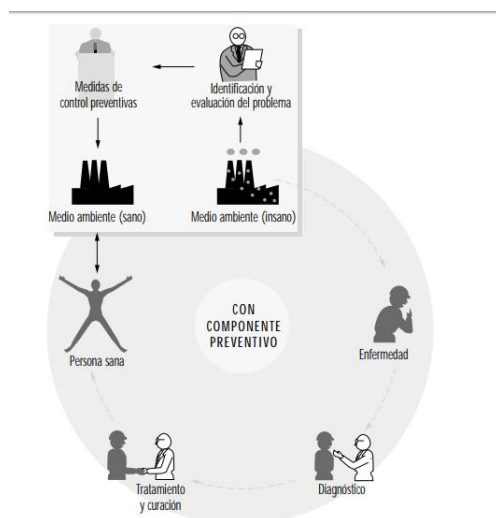 Medidas de
control preventivas
Identificación y
evaluación del problema
Medio ambiente (sano)
Medio ambiente (insano)
CON
COMPONENTE
PREVENTIVO
Persona sana
Enfermedad
Tratamiento
y curación
Diagnóstico